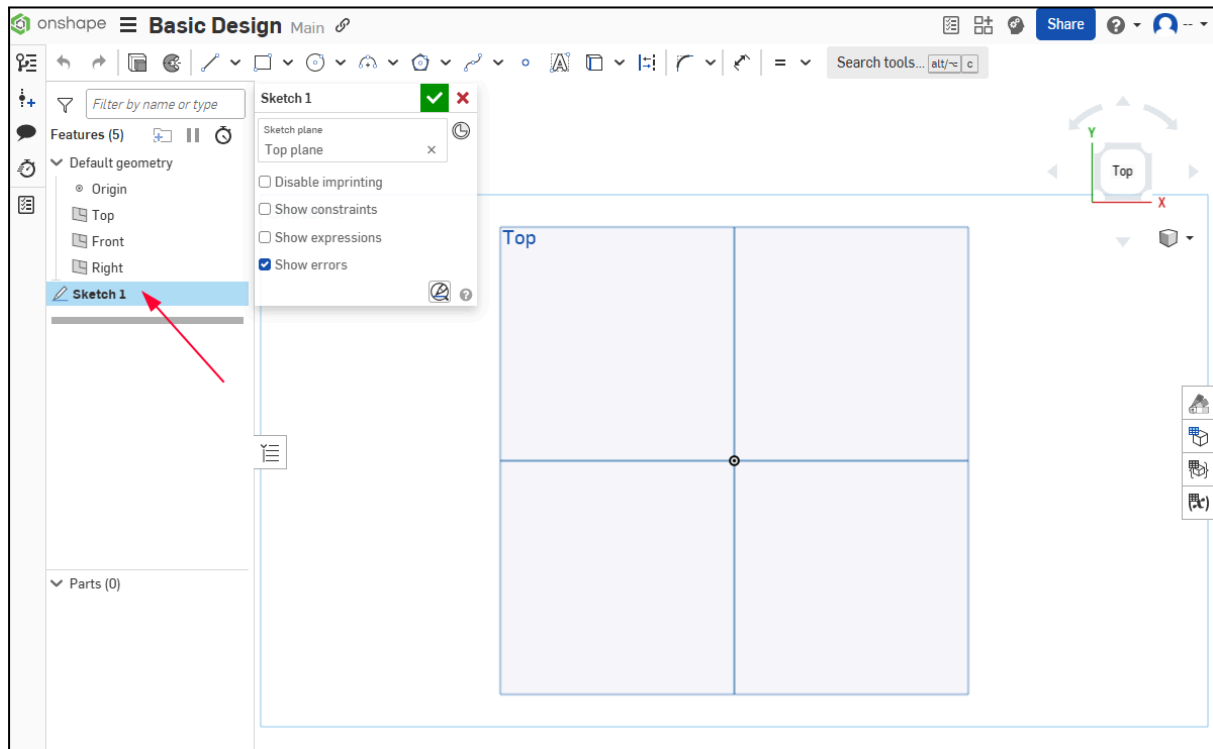 onshape Basic Design Main Share --
Search tools... alt/⌥ c
Filter by name or type
Features (5)
Default geometry
Origin
Top
Front
Right
Sketch 1
Parts (0)
Sketch 1
Sketch plane
Top plane
Disable imprinting
Show constraints
Show expressions
Show errors
Top
Y
Top
X
(x)